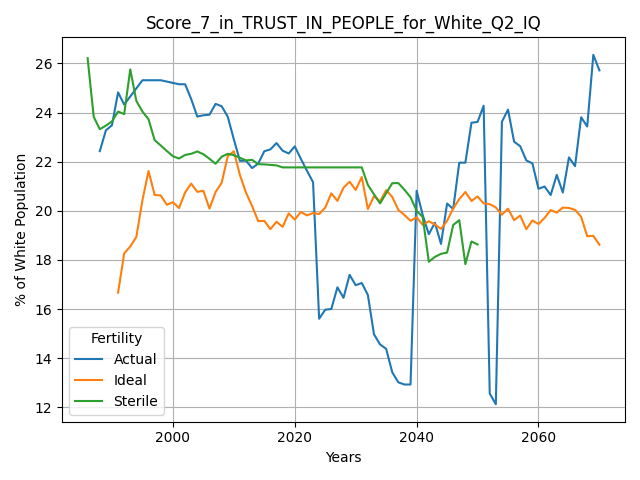 Score_7_in_TRUST_IN_PEOPLE_for_White_Q2_IQ
% of White Population
26
24
22
20
18
16
14
12
Fertility
Actual
Ideal
Sterile
2000
2020
2040
2060
Years